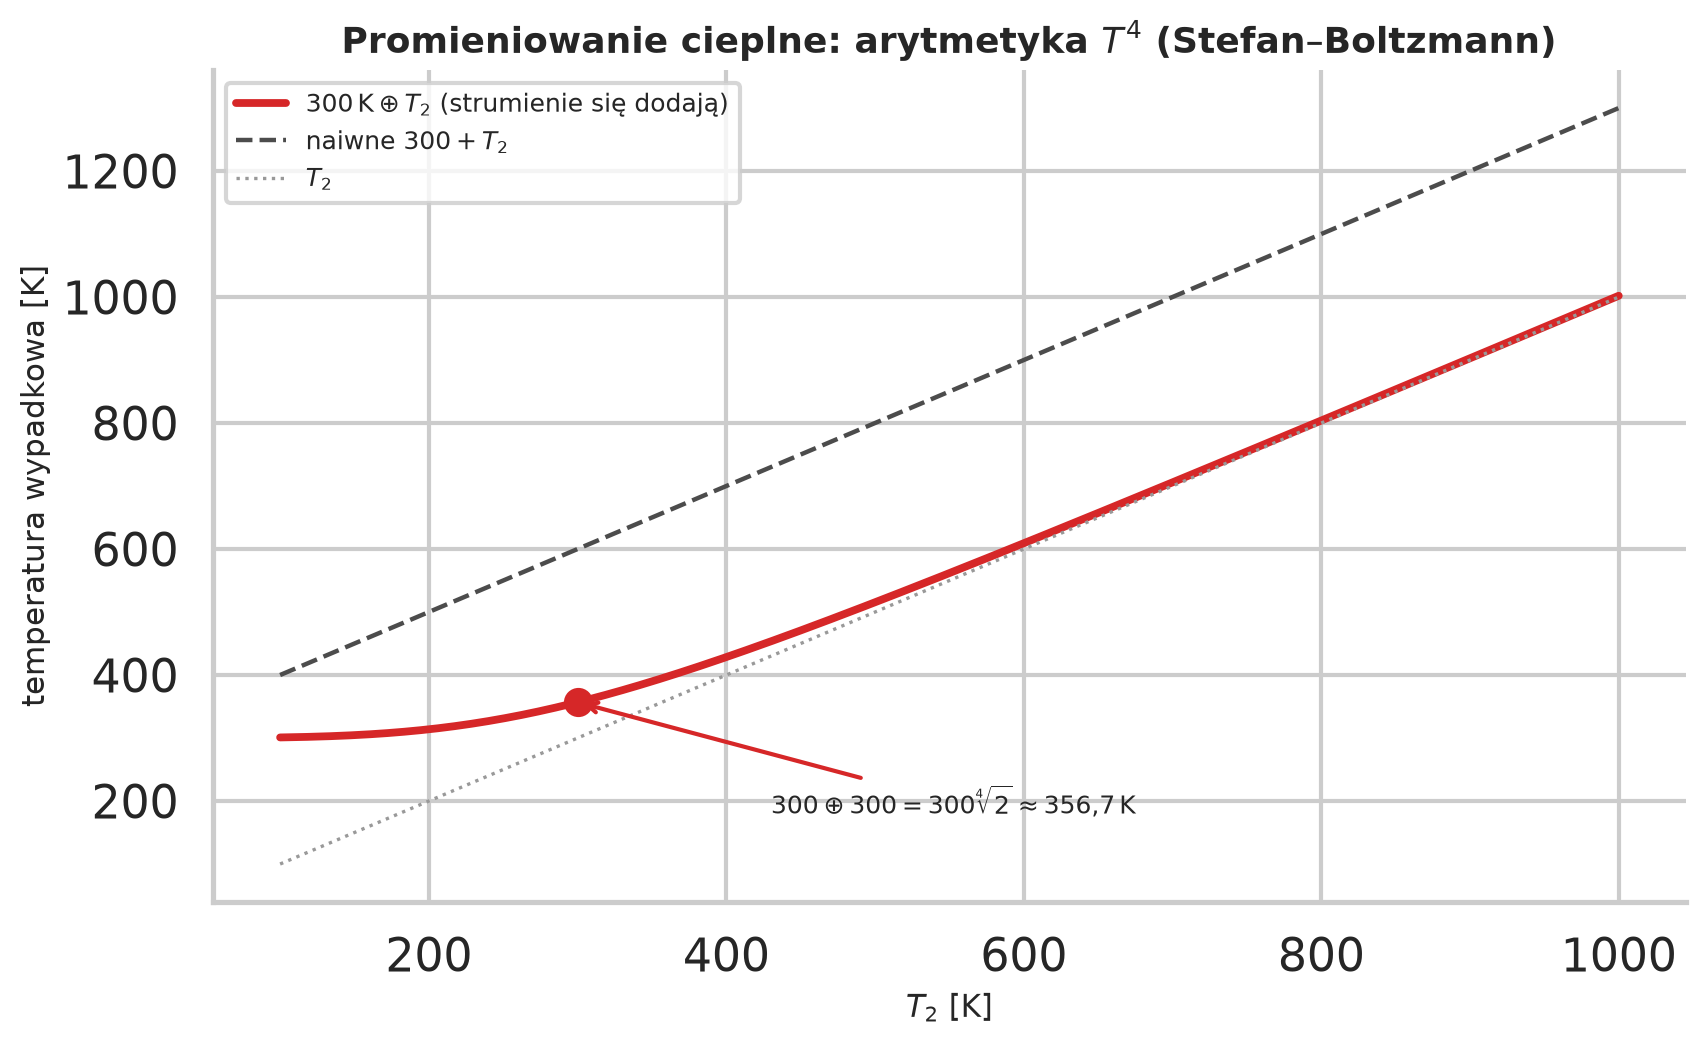 Promieniowanie cieplne: arytmetyka T⁴ (Stefan–Boltzmann)
300 K ⊕ T₂ (strumienie się dodają)
naiwne 300 + T₂
T₂
temperatura wypadkowa [K]
1200
1000
800
600
400
200
300 ⊕ 300 = 300∜2 ≈ 356,7 K
200 400 600 800 1000
T₂ [K]